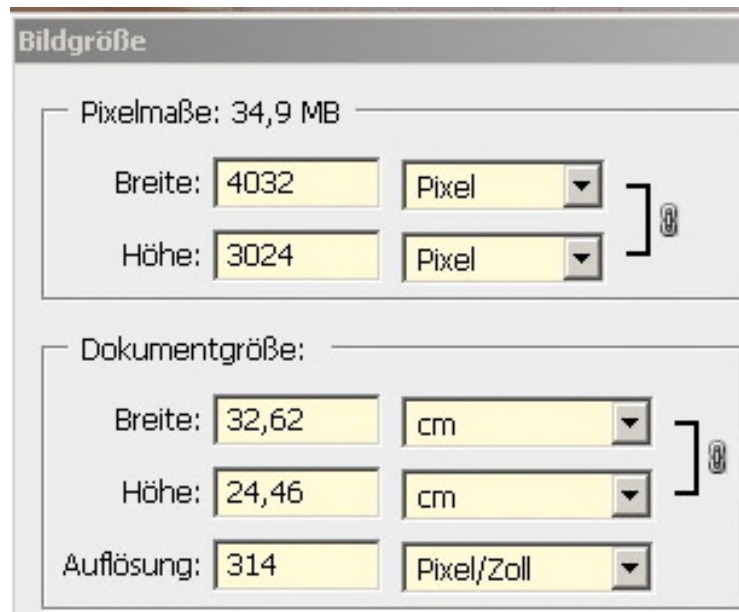 Bildgröße
Pixelmaße: 34,9 MB
Breite: 4032 Pixel
Höhe: 3024 Pixel
Dokumentgröße:
Breite: 32,62 cm
Höhe: 24,46 cm
Auflösung: 314 Pixel/Zoll